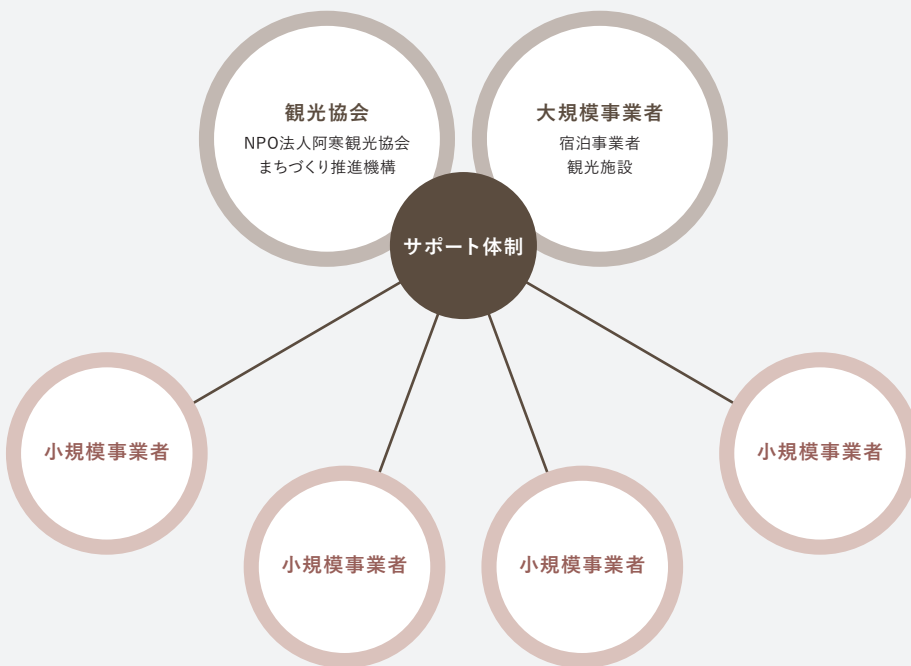 観光協会
NPO法人阿寒観光協会
まちづくり推進機構
大規模事業者
宿泊事業者
観光施設
サポート体制
小規模事業者
小規模事業者
小規模事業者
小規模事業者